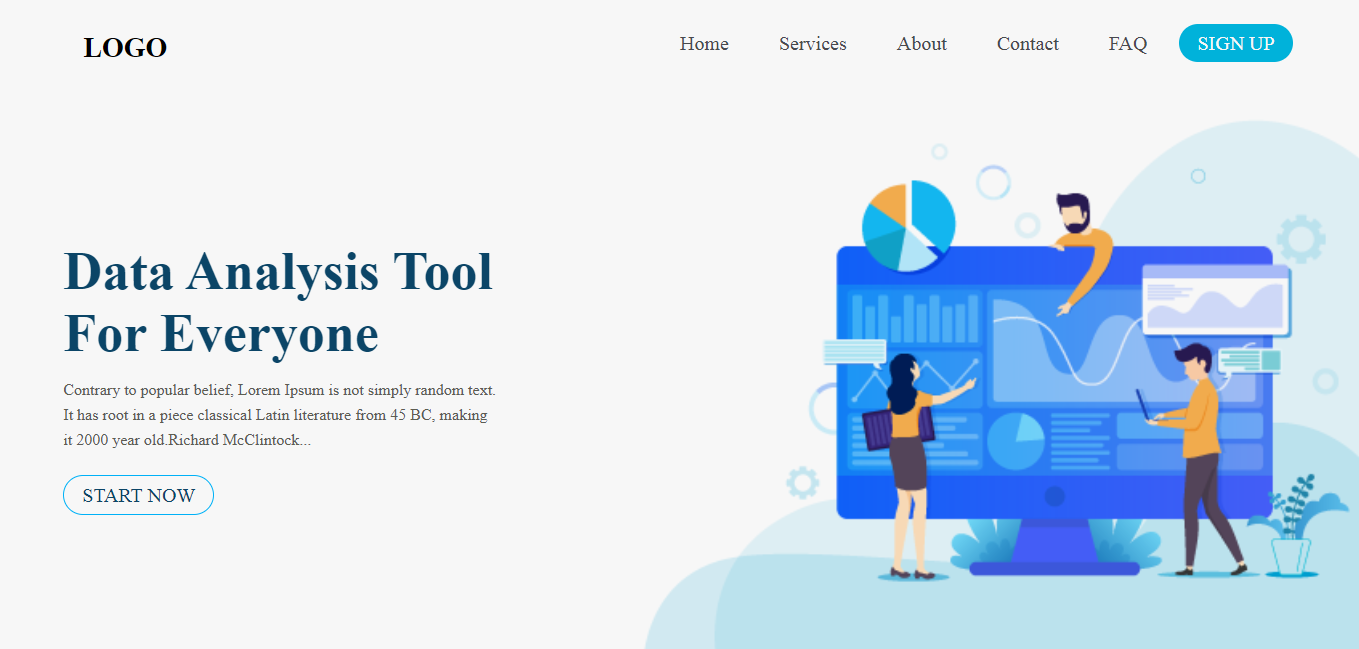 LOGO
Home Services About Contact FAQ SIGN UP
Data Analysis Tool
For Everyone
Contrary to popular belief, Lorem Ipsum is not simply random text.
It has root in a piece classical Latin literature from 45 BC, making
it 2000 year old.Richard McClintock...
START NOW